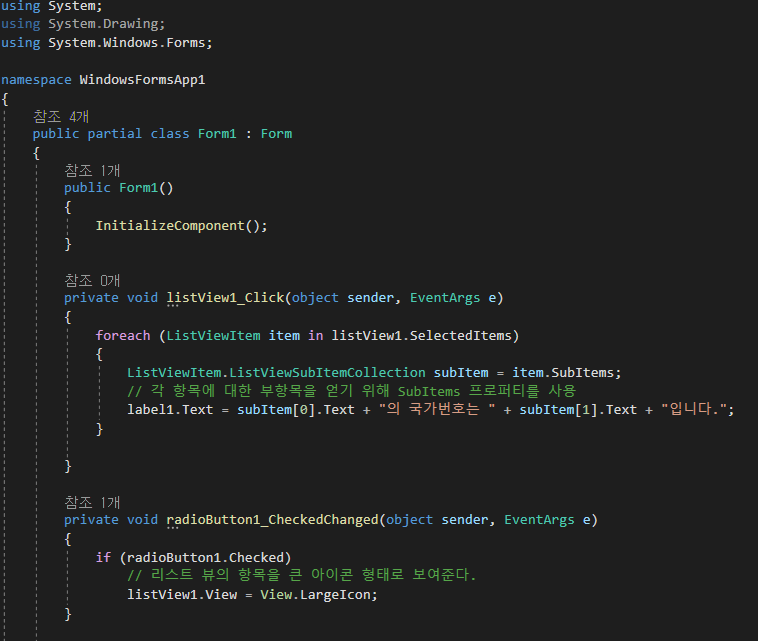 using System;
using System.Drawing;
using System.Windows.Forms;
namespace WindowsFormsApp1
{
참조 4개
public partial class Form1 : Form
{
참조 1개
public Form1()
{
InitializeComponent();
}
참조 0개
private void listView1_Click(object sender, EventArgs e)
{
foreach (ListViewItem item in listView1.SelectedItems)
{
ListViewItem.ListViewSubItemCollection subItem = item.SubItems;
// 각 항목에 대한 부항목을 얻기 위해 SubItems 프로퍼티를 사용
label1.Text = subItem[0].Text + "의 국가번호는 " + subItem[1].Text + "입니다.";
}
}
참조 1개
private void radioButton1_CheckedChanged(object sender, EventArgs e)
{
if (radioButton1.Checked)
// 리스트 뷰의 항목을 큰 아이콘 형태로 보여준다.
listView1.View = View.LargeIcon;
}